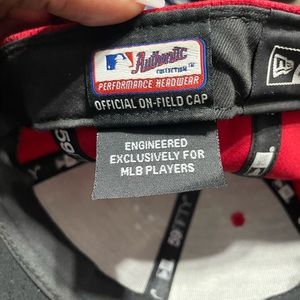 Authentic
COLLECTION
PERFORMANCE HEADWEAR
OFFICIAL ON-FIELD CAP
ENGINEERED
EXCLUSIVELY FOR
MLB PLAYERS
59FIFTY